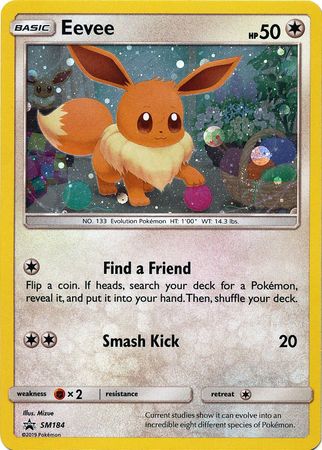 BASIC Eevee HP 50
NO. 133 Evolution Pokémon HT: 1'00" WT: 14.3 lbs.
Find a Friend
Flip a coin. If heads, search your deck for a Pokémon,
reveal it, and put it into your hand. Then, shuffle your deck.
Smash Kick 20
weakness × 2 resistance retreat
Illus. Mizue
SM184
©2019 Pokémon
Current studies show it can evolve into an
incredible eight different species of Pokémon.